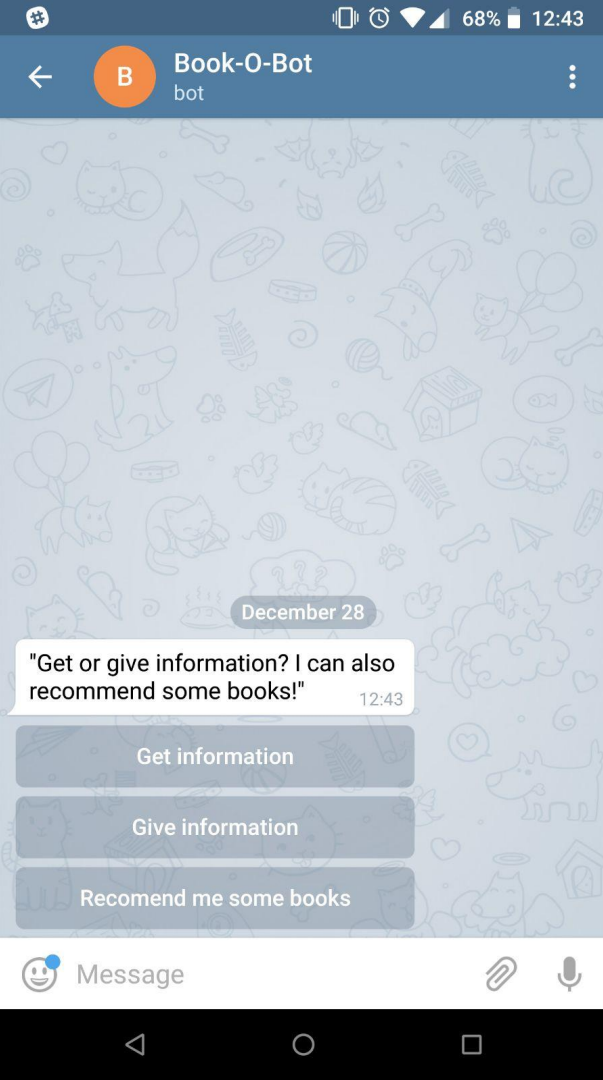 68% 12:43
B
Book-O-Bot
bot
December 28
"Get or give information? I can also
recommend some books!"
12:43
Get information
Give information
Recomend me some books
Message